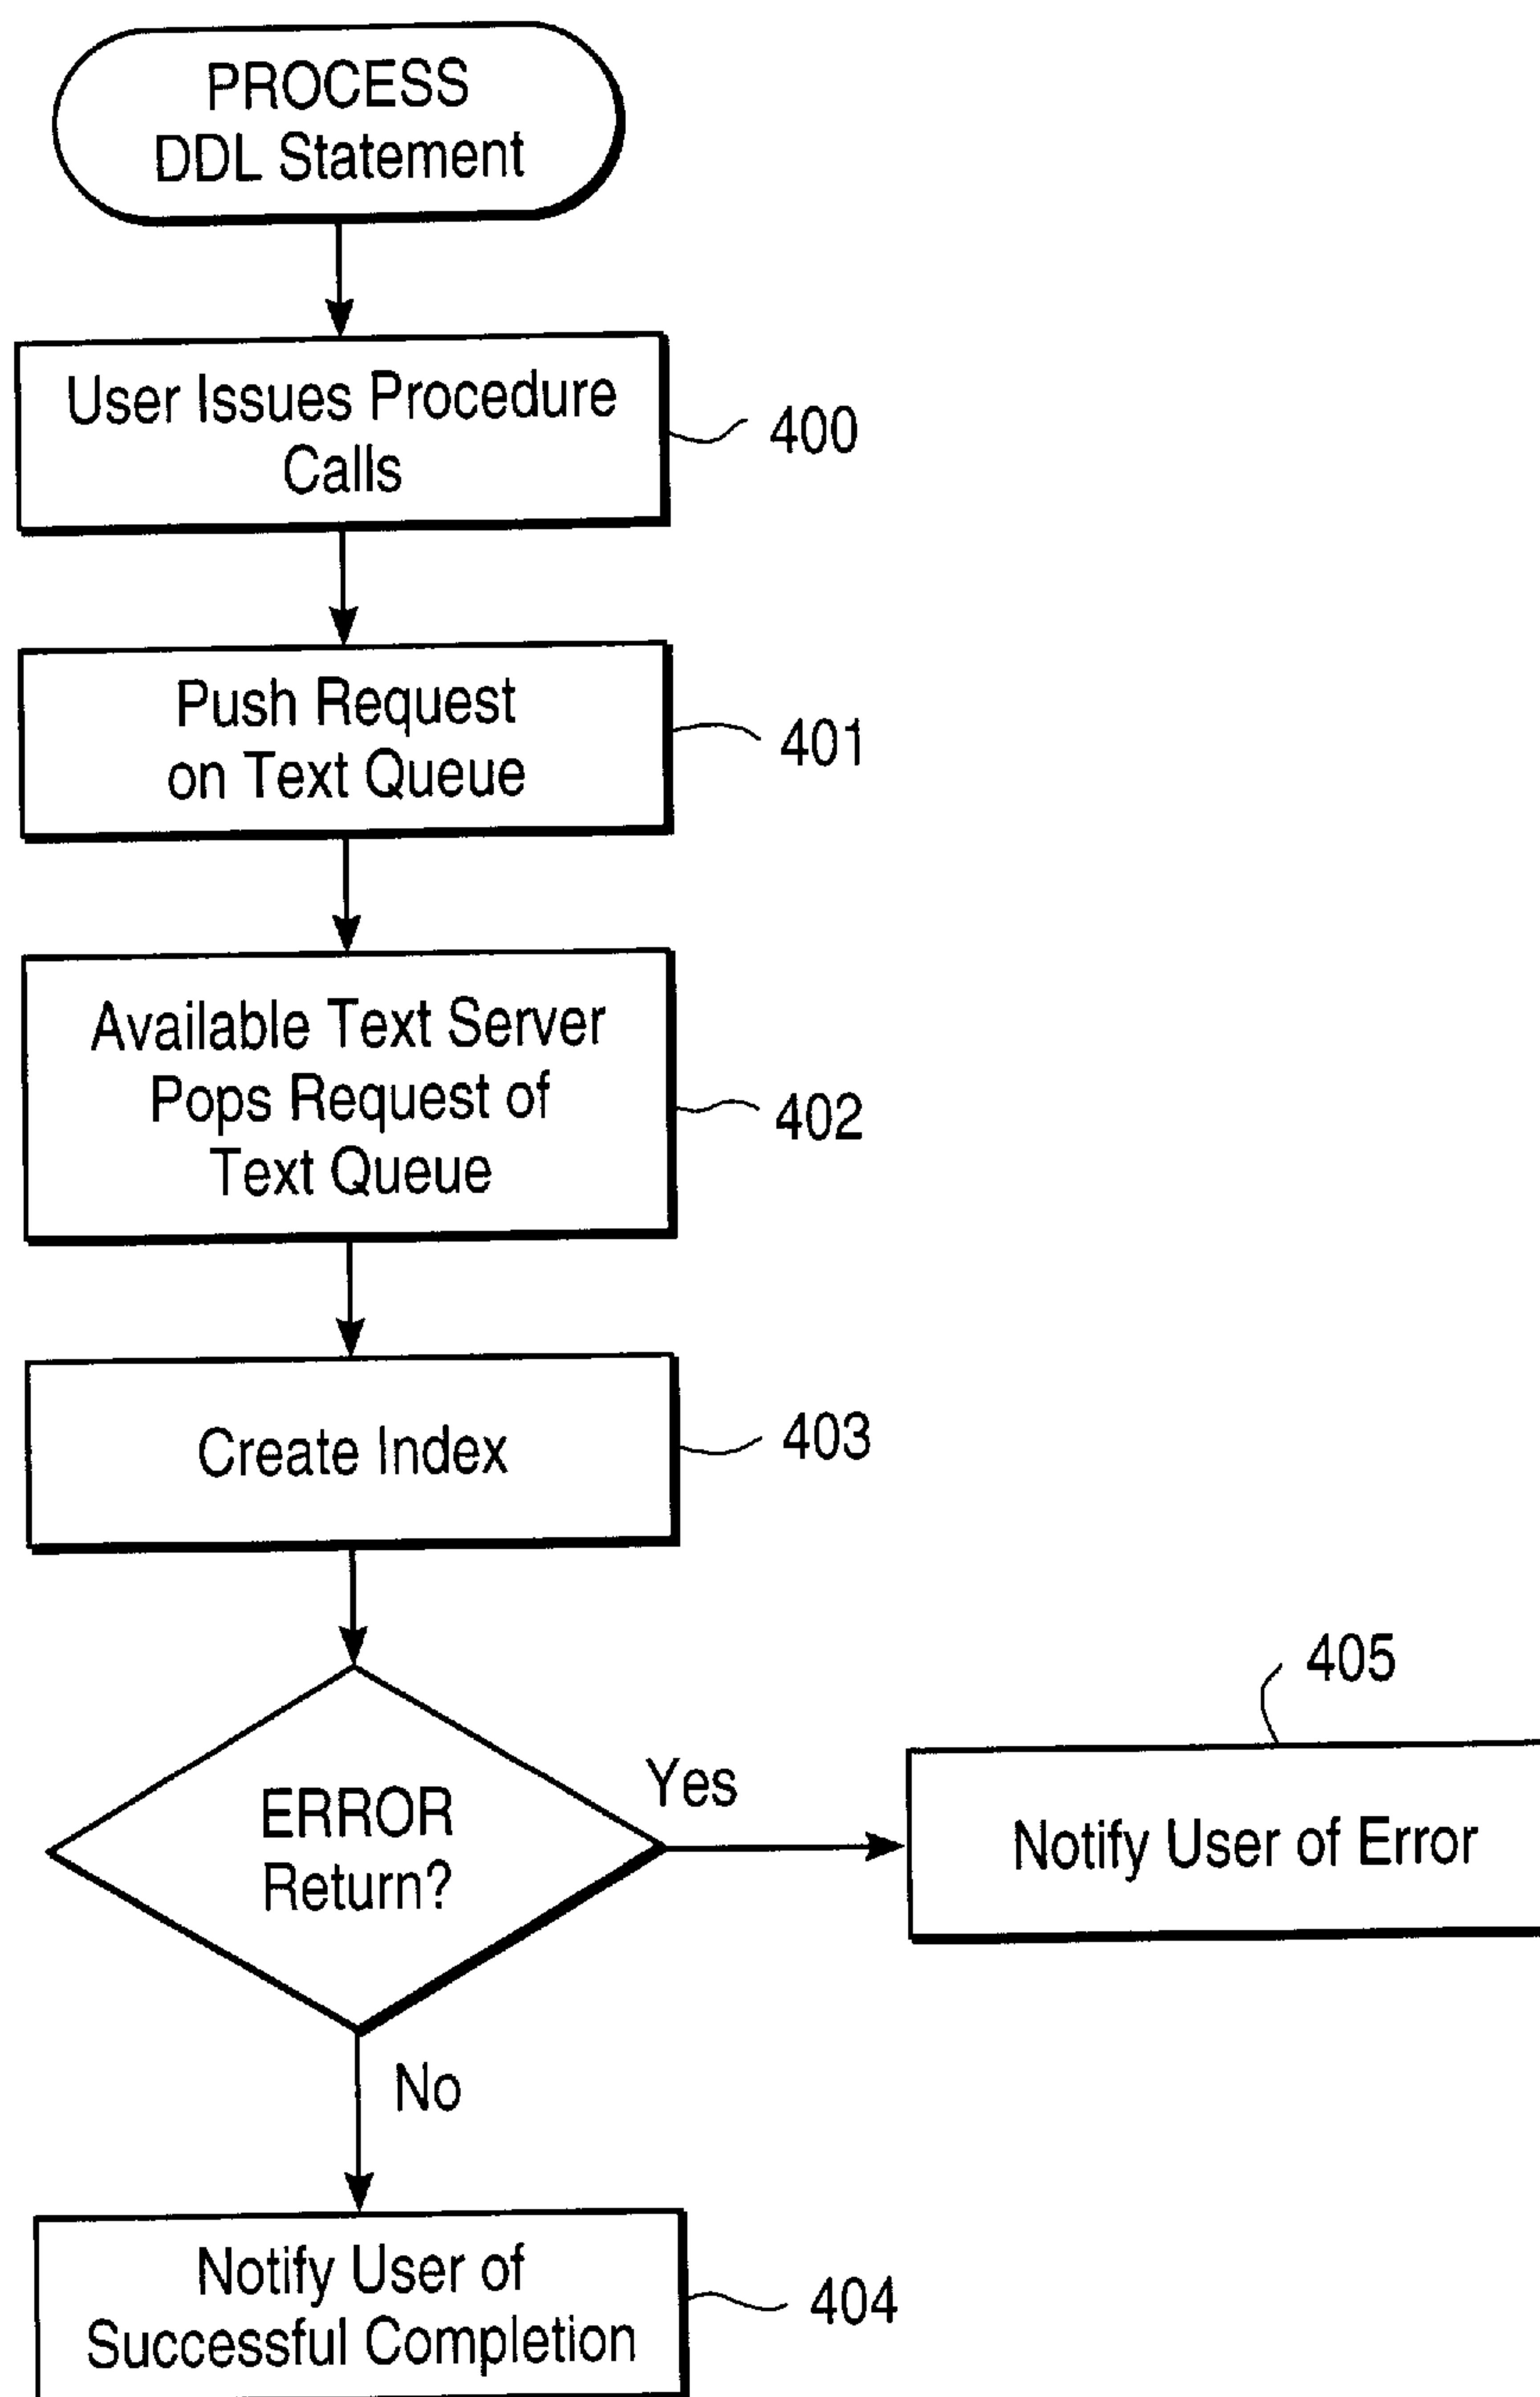 PROCESS
DDL Statement
User Issues Procedure
Calls
400
Push Request
on Text Queue
401
Available Text Server
Pops Request of
Text Queue
402
Create Index
403
405
ERROR
Return?
Yes
Notify User of Error
No
Notify User of
Successful Completion
404